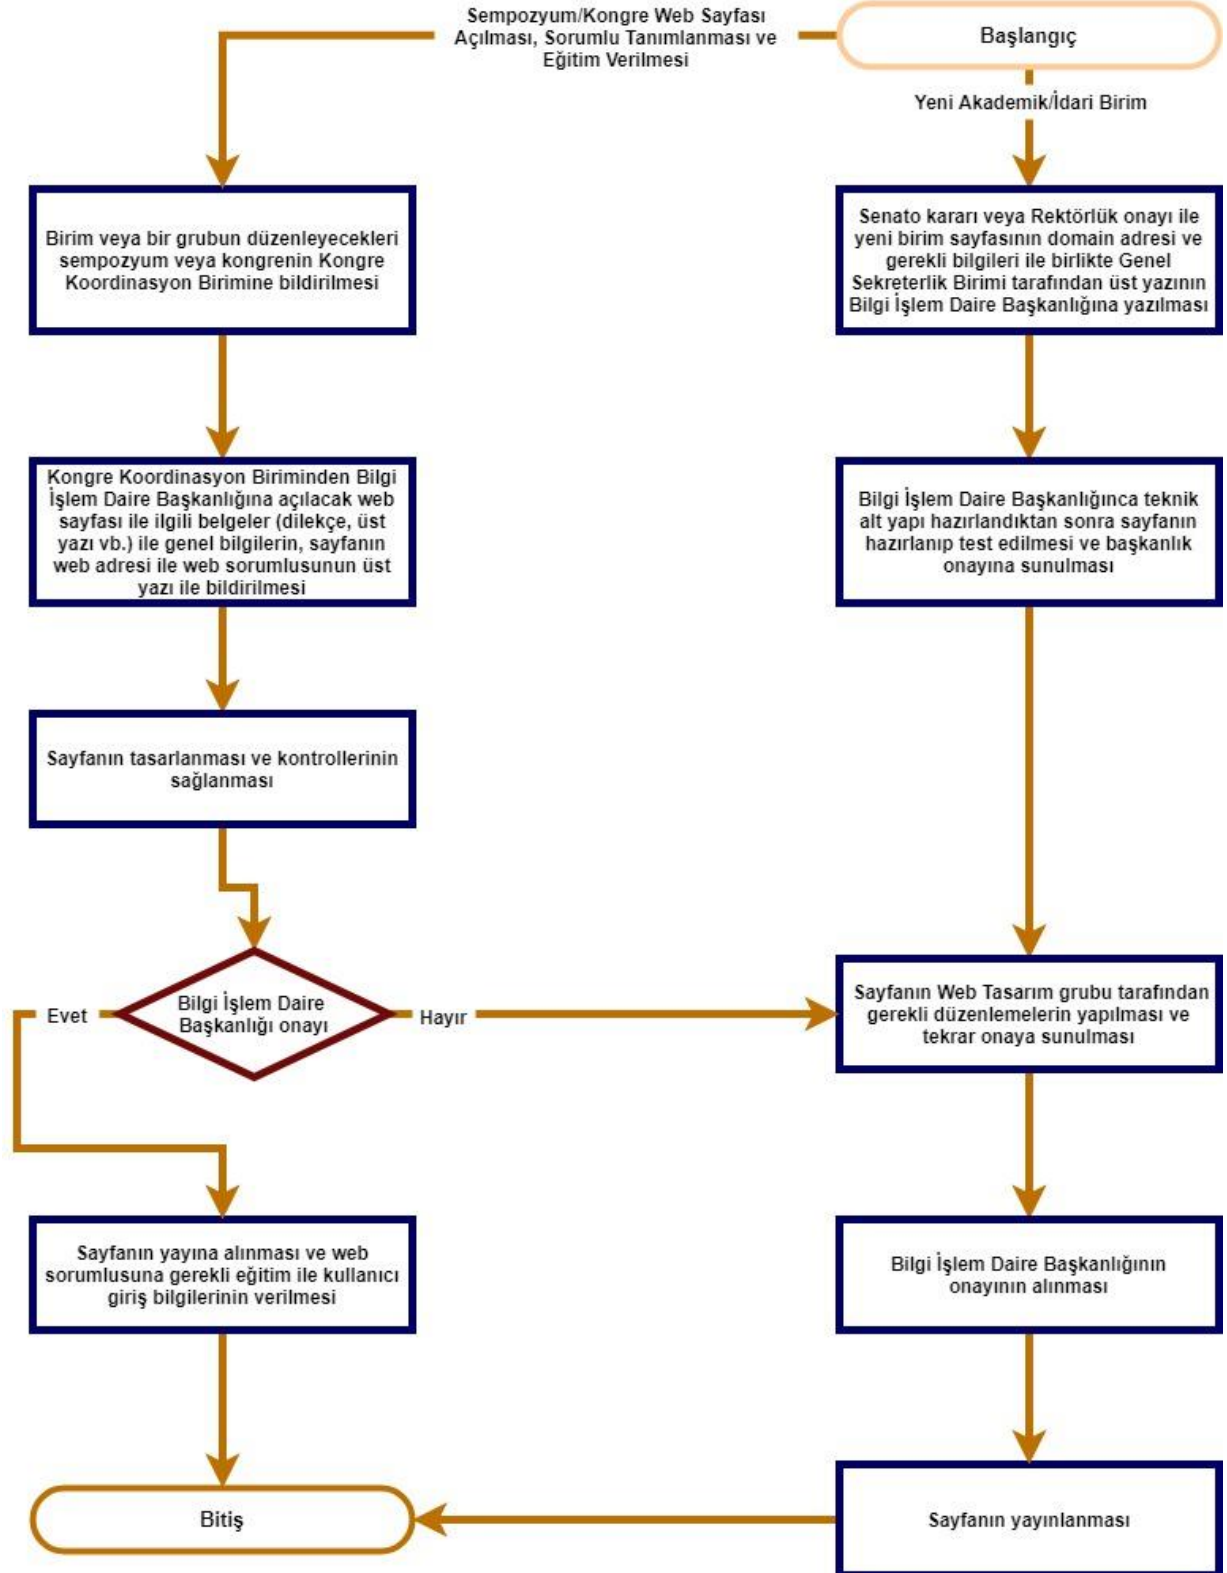 Sempozyum/Kongre Web Sayfası
Açılması, Sorumlu Tanımlanması ve
Eğitim Verilmesi
Başlangıç
Yeni Akademik/İdari Birim
Birim veya bir grubun düzenleyecekleri
sempozyum veya kongrenin Kongre
Koordinasyon Birimine bildirilmesi
Senato kararı veya Rektörlük onayı ile
yeni birim sayfasının domain adresi ve
gerekli bilgileri ile birlikte Genel
Sekreterlik Birimi tarafından üst yazının
Bilgi İşlem Daire Başkanlığına yazılması
Kongre Koordinasyon Biriminden Bilgi
İşlem Daire Başkanlığına açılacak web
sayfası ile ilgili belgeler (dilekçe, üst
yazı vb.) ile genel bilgilerin, sayfanın
web adresi ile web sorumlusunun üst
yazı ile bildirilmesi
Bilgi İşlem Daire Başkanlığınca teknik
alt yapı hazırlandıktan sonra sayfanın
hazırlanıp test edilmesi ve başkanlık
onayına sunulması
Sayfanın tasarlanması ve kontrollerinin
sağlanması
Evet
Bilgi İşlem Daire
Başkanlığı onayı
Hayır
Sayfanın Web Tasarım grubu tarafından
gerekli düzenlemelerin yapılması ve
tekrar onaya sunulması
Sayfanın yayına alınması ve web
sorumlusuna gerekli eğitim ile kullanıcı
giriş bilgilerinin verilmesi
Bilgi İşlem Daire Başkanlığının
onayının alınması
Bitiş
Sayfanın yayınlanması